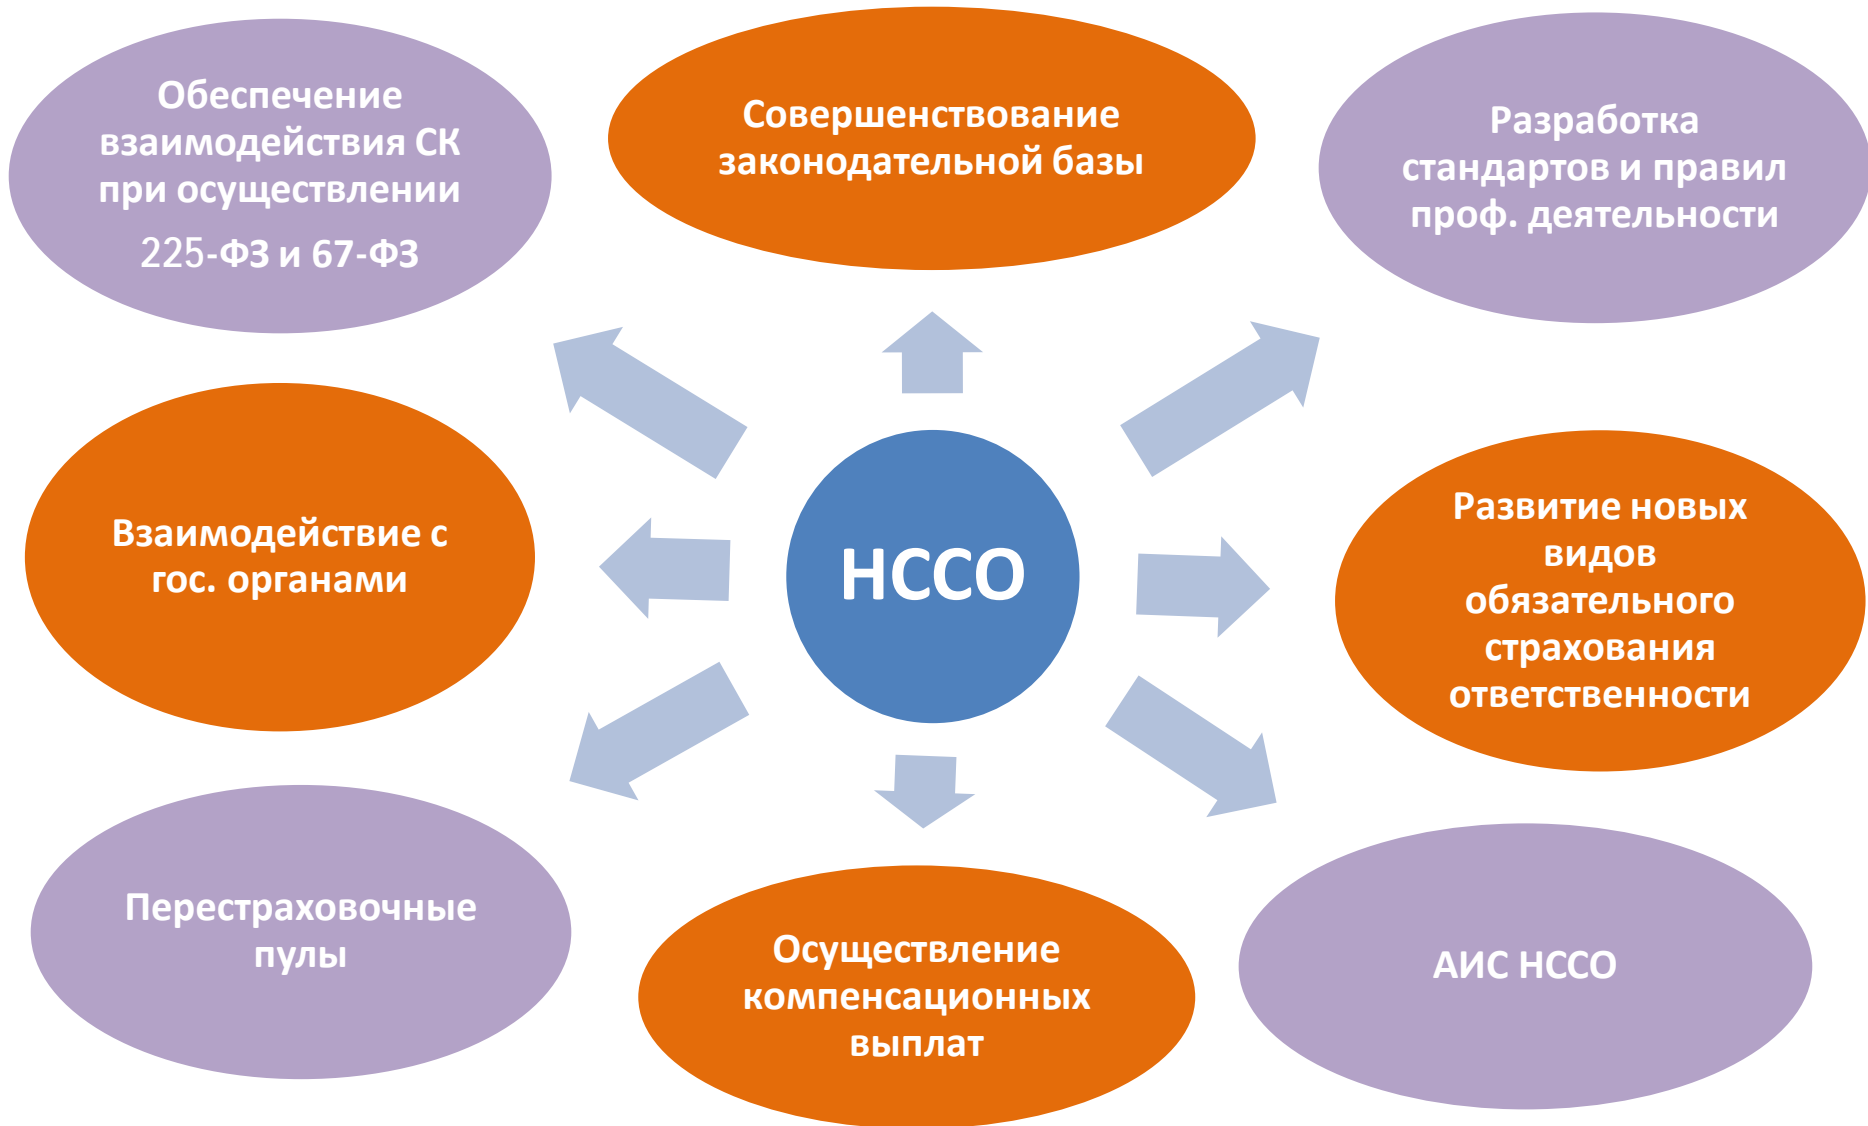 Обеспечение
взаимодействия СК
при осуществлении
225-ФЗ и 67-ФЗ
Совершенствование
законодательной базы
Разработка
стандартов и правил
проф. деятельности
Взаимодействие с
гос. органами
НССО
Развитие новых
видов
обязательного
страхования
ответственности
Перестраховочные
пулы
Осуществление
компенсационных
выплат
АИС НССО